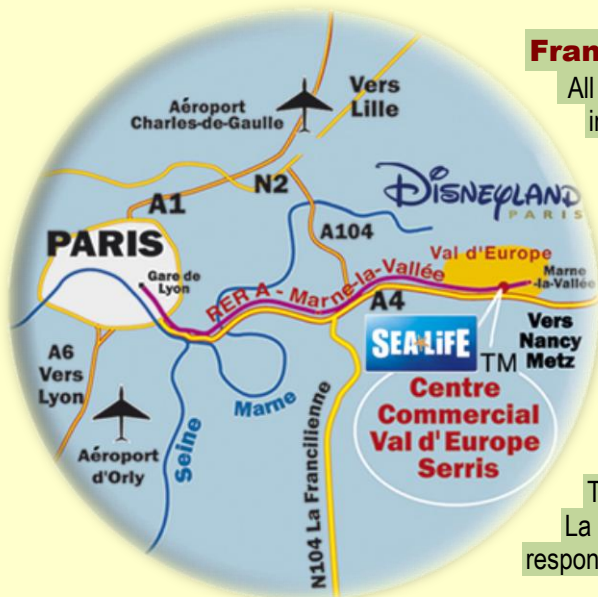 Fran
All
i
Vers
Lille
Aéroport
Charles-de-Gaulle
N2
A1
DISNEYLAND
PARIS
A104
PARIS
Val d'Europe
Gare de
Lyon
RER A - Marne-la-Vallée
Marne
-la-Vallée
A4
SEA LIFE
TM
Vers
Nancy
Metz
A6
Vers
Lyon
Centre
Commercial
Val d'Europe
Serris
Marne
Seine
Aéroport
d'Orly
N104 La Francilienne
T
La
respon